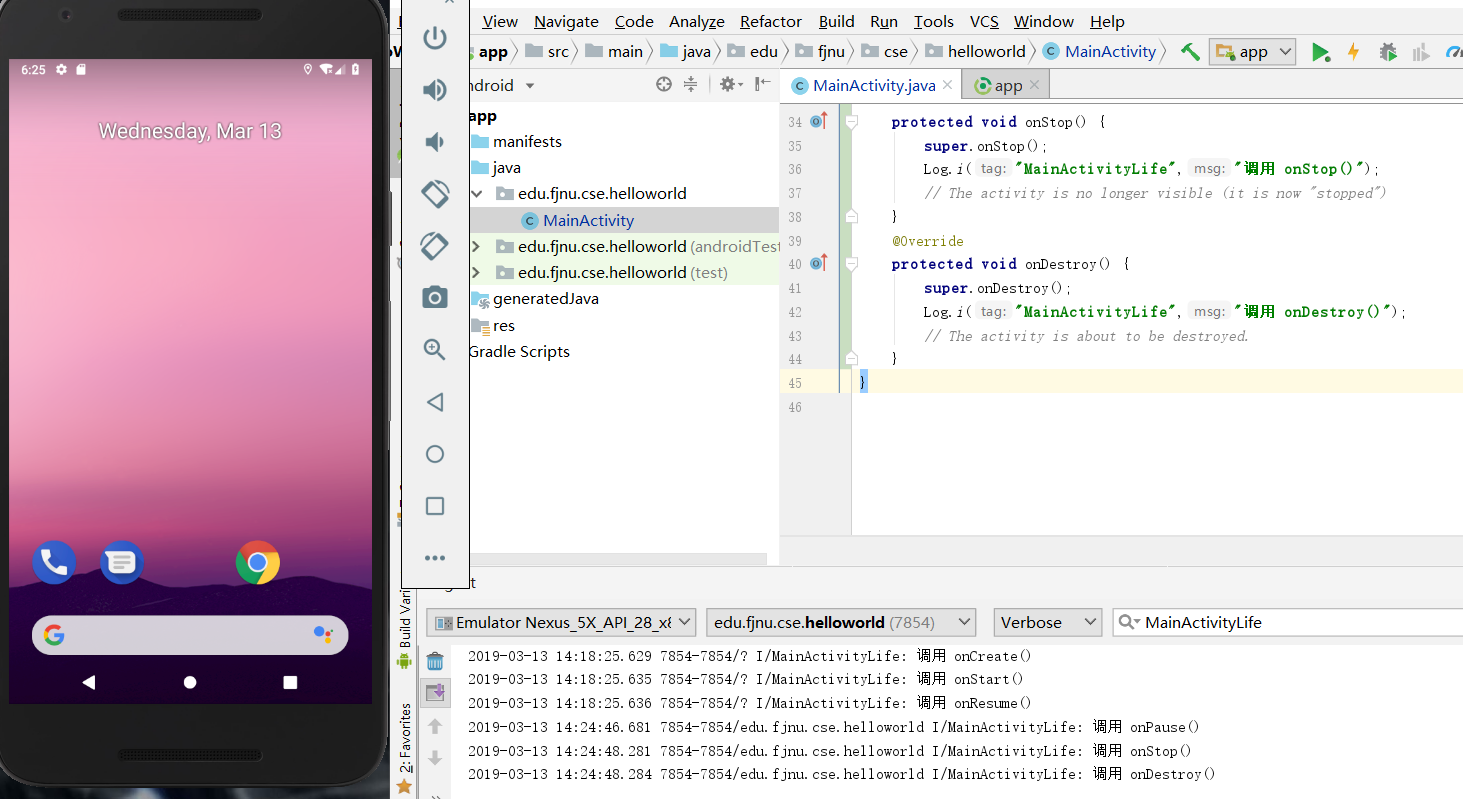 6:25
Wednesday, Mar 13
View Navigate Code Analyze Refactor Build Run Tools VCS Window Help
app src main java edu fjnu cse helloworld MainActivity app
ndroid
MainActivity.java app
app
manifests
java
edu.fjnu.cse.helloworld
MainActivity
edu.fjnu.cse.helloworld (androidTest
edu.fjnu.cse.helloworld (test)
generatedJava
res
Gradle Scripts
34 protected void onStop() {
35 super.onStop();
36 Log.i( tag: "MainActivityLife", msg: "调用 onStop()");
37 // The activity is no longer visible (it is now "stopped")
38 }
39 @Override
40 protected void onDestroy() {
41 super.onDestroy();
42 Log.i( tag: "MainActivityLife", msg: "调用 onDestroy()");
43 // The activity is about to be destroyed.
44 }
45 }
46
Build Vari
2: Favorites
Emulator Nexus_5X_API_28_x8 edu.fjnu.cse.helloworld (7854) Verbose MainActivityLife
2019-03-13 14:18:25.629 7854-7854/? I/MainActivityLife: 调用 onCreate()
2019-03-13 14:18:25.635 7854-7854/? I/MainActivityLife: 调用 onStart()
2019-03-13 14:18:25.636 7854-7854/? I/MainActivityLife: 调用 onResume()
2019-03-13 14:24:46.681 7854-7854/edu.fjnu.cse.helloworld I/MainActivityLife: 调用 onPause()
2019-03-13 14:24:48.281 7854-7854/edu.fjnu.cse.helloworld I/MainActivityLife: 调用 onStop()
2019-03-13 14:24:48.284 7854-7854/edu.fjnu.cse.helloworld I/MainActivityLife: 调用 onDestroy()